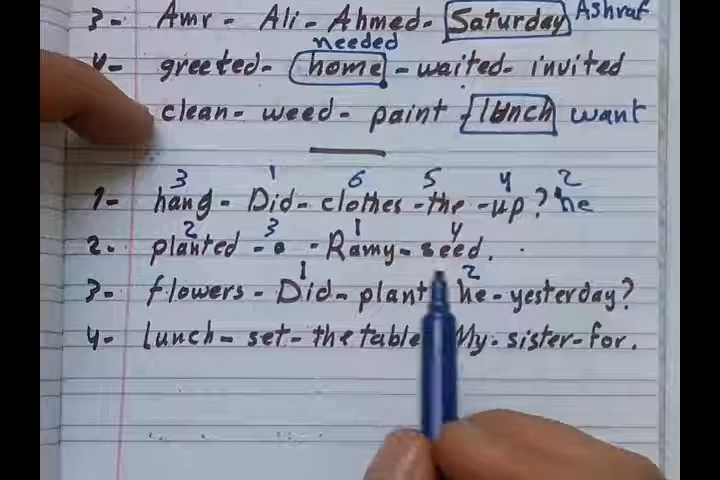 3- Amr - Ali - Ahmed - Saturday Ashraf
needed
4- greeted - home - waited - invited
clean - weed - paint - lunch want
3 1 6 5 4 2
1- hang - Did - clothes - the - up? he
2 3 1 4
2- planted - a - Ramy - seed.
1 2
3- flowers - Did - plant he - yesterday?
4- Lunch - set - the table My - sister - for.